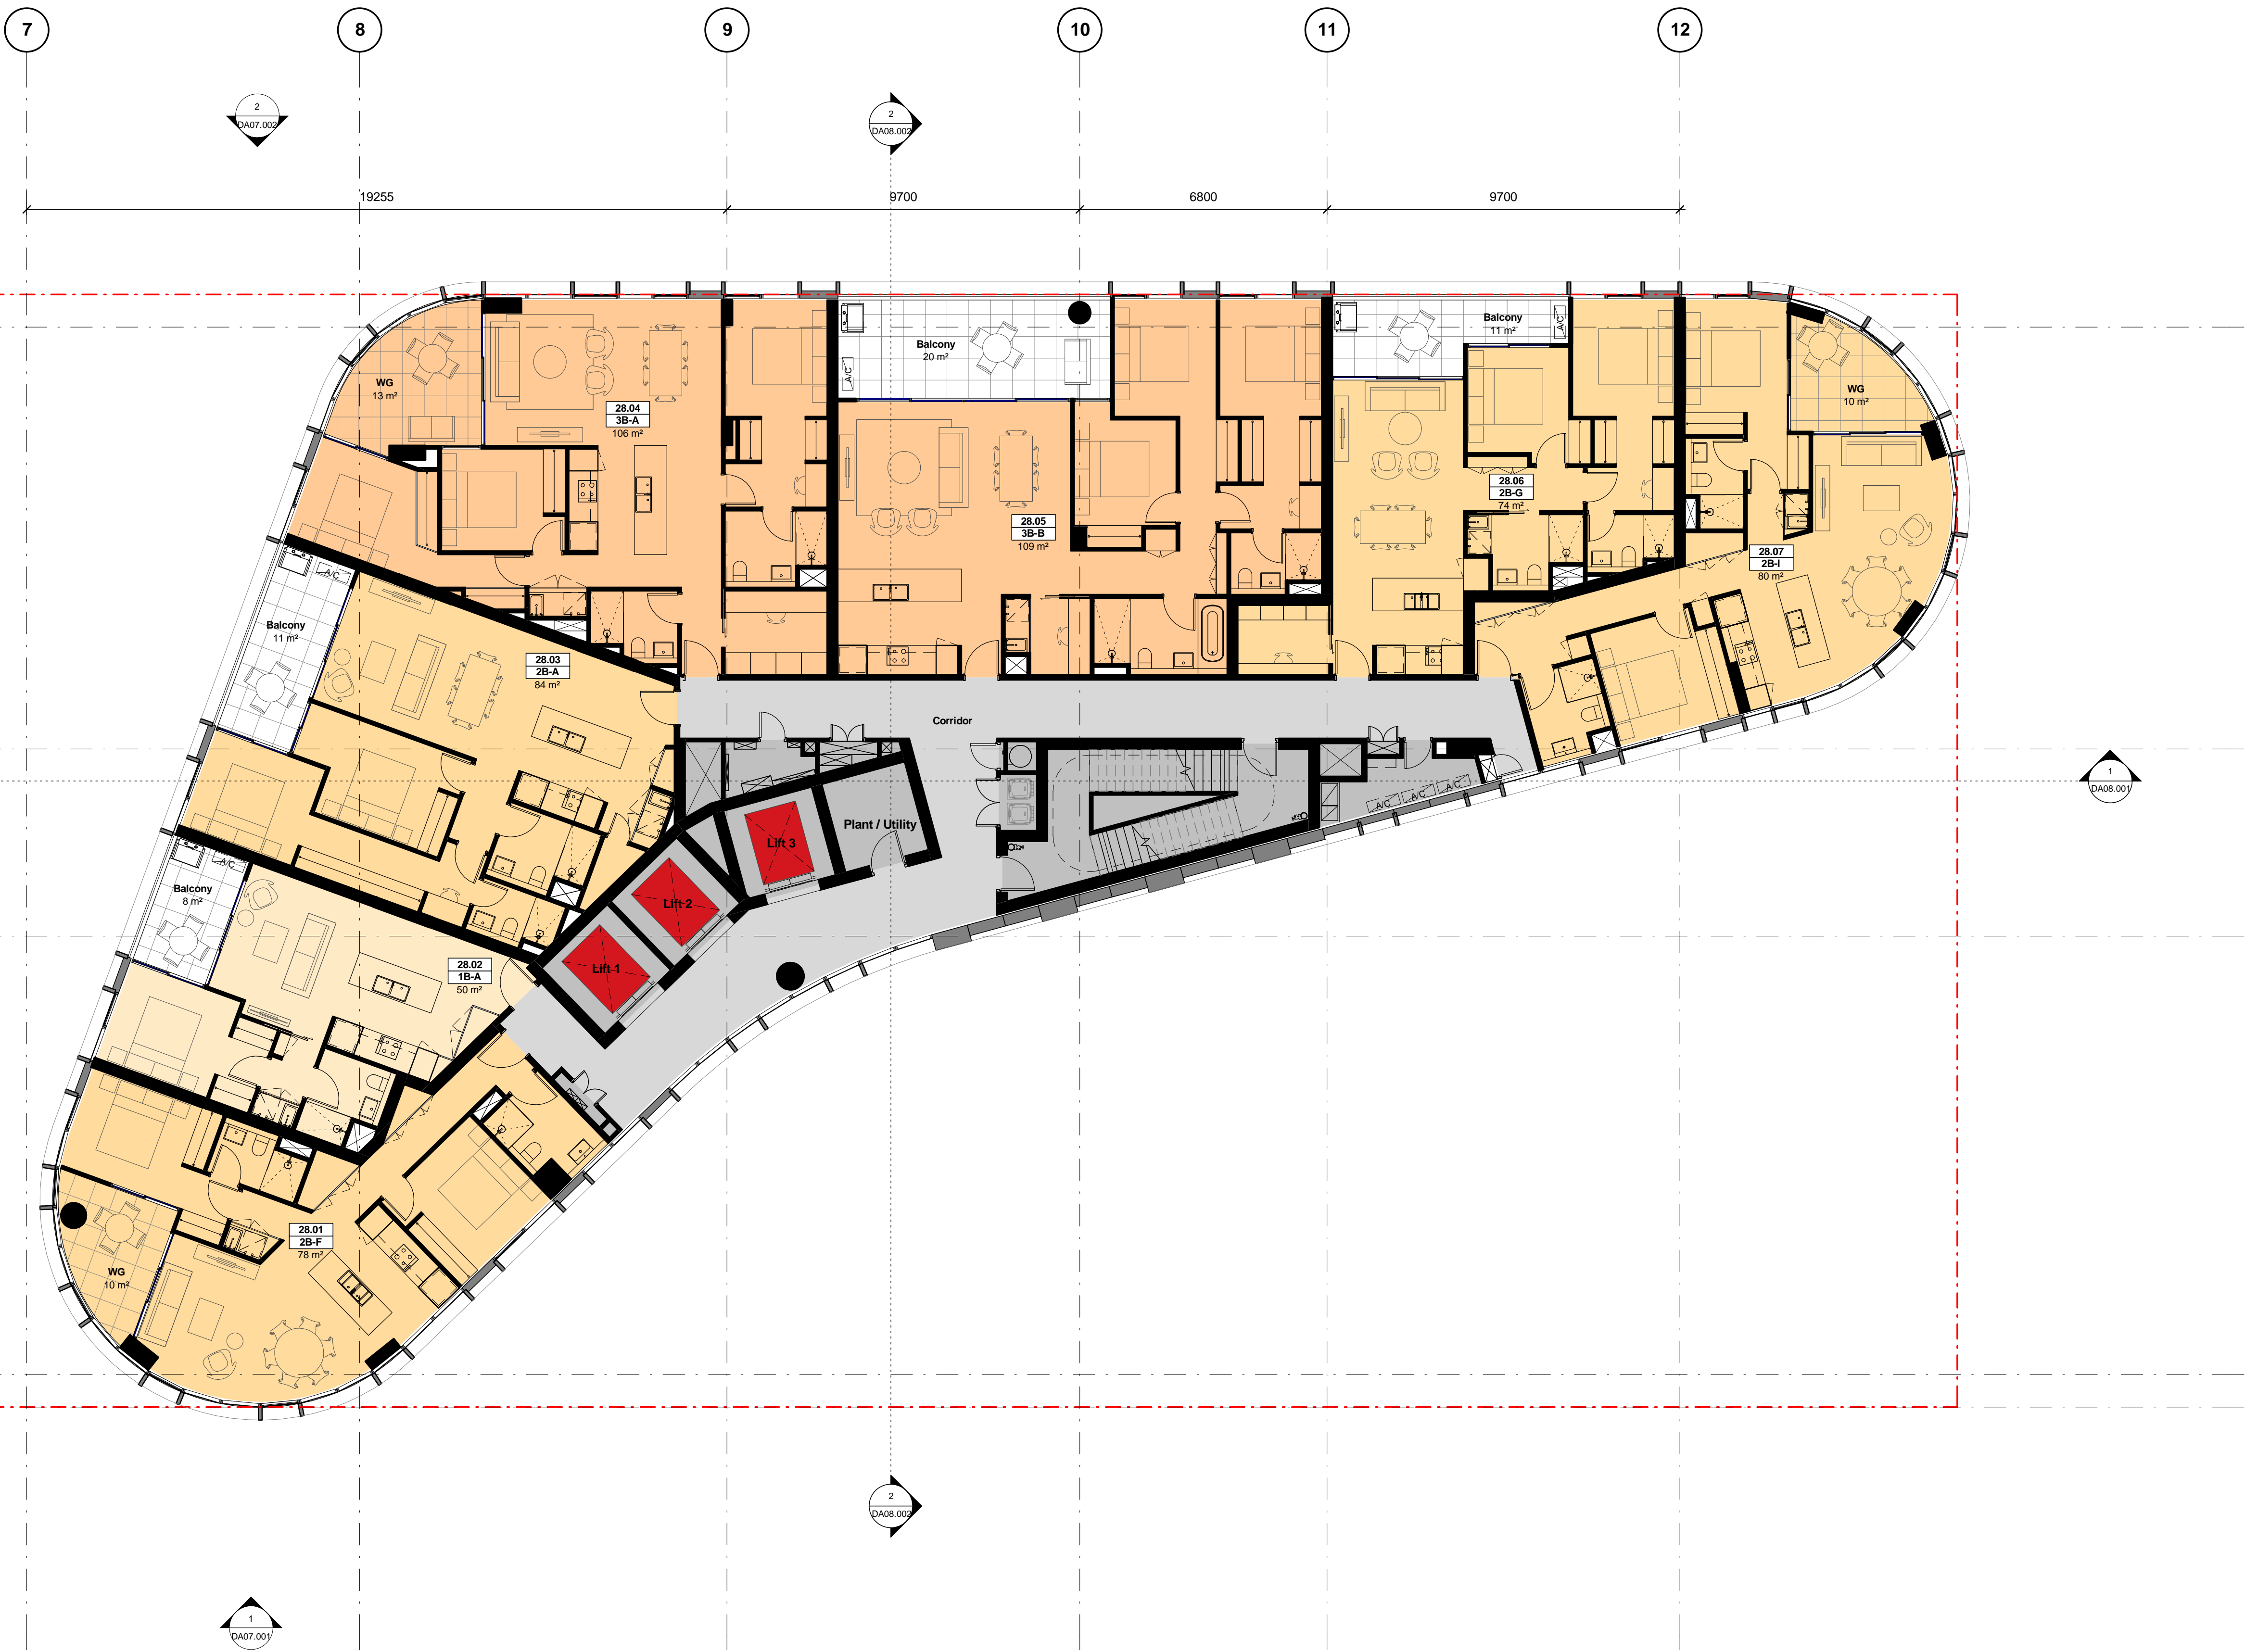 7
8
9
10
11
12
2
DA07.002
2
DA08.002
19255
9700
6800
9700
WG
13 m²
28.04
3B-A
106 m²
Balcony
20 m²
A/C
28.05
3B-B
109 m²
Balcony
11 m²
A/C
28.06
2B-G
74 m²
WG
10 m²
28.07
2B-I
80 m²
A/C
Balcony
11 m²
28.03
2B-A
84 m²
Corridor
Plant / Utility
Lift 3
Lift 2
Lift 1
A/C
A/C
A/C
1
DA08.001
A/C
Balcony
8 m²
28.02
1B-A
50 m²
28.01
2B-F
78 m²
WG
10 m²
2
DA08.002
1
DA07.001